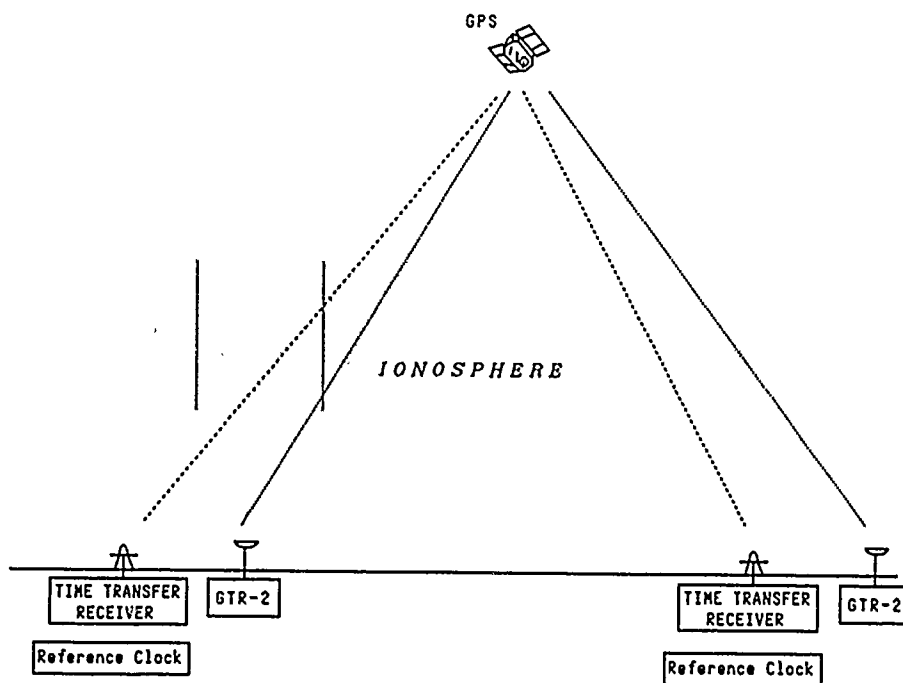 GPS
IONOSPHERE
TIME TRANSFER
RECEIVER
GTR-2
Reference Clock
TIME TRANSFER
RECEIVER
GTR-2
Reference Clock